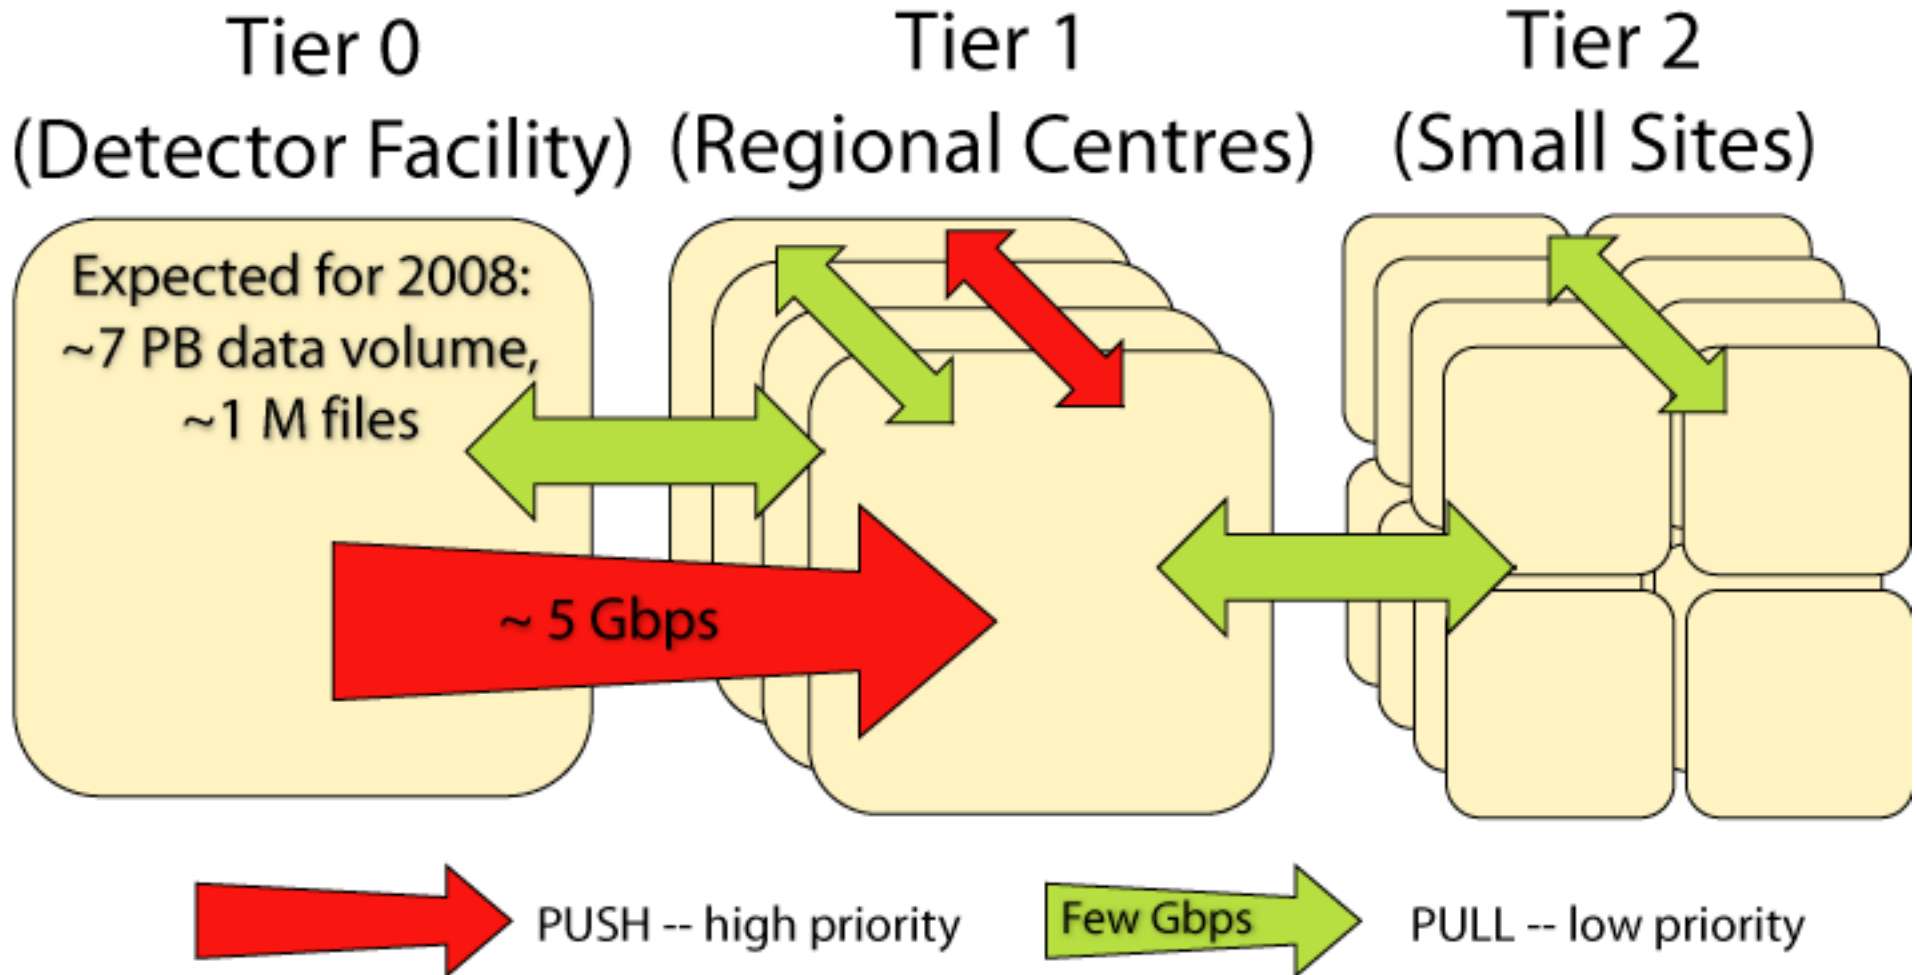 Tier 0
(Detector Facility)
Tier 1
(Regional Centres)
Tier 2
(Small Sites)
Expected for 2008:
~7 PB data volume,
~1 M files
~ 5 Gbps
PUSH -- high priority
Few Gbps
PULL -- low priority